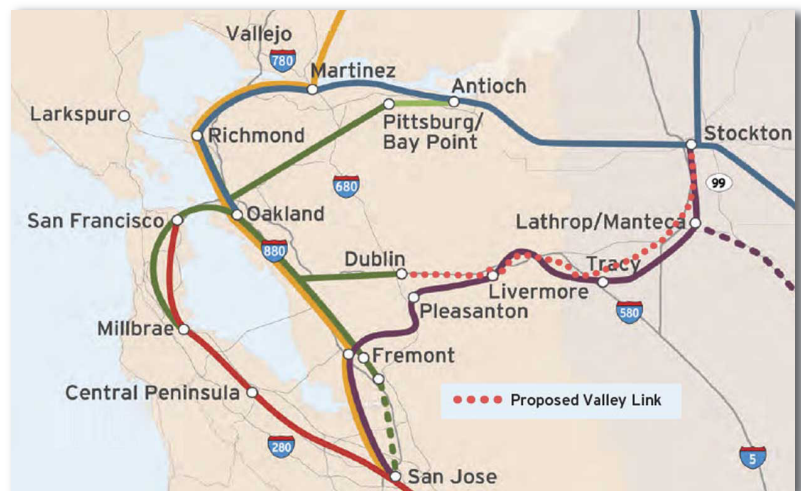 Vallejo
780
Martinez
Antioch
Larkspur
Richmond
Pittsburg/
Bay Point
Stockton
680
99
San Francisco
Oakland
Lathrop/Manteca
880
Dublin
Tracy
Livermore
580
Pleasanton
Millbrae
Fremont
Central Peninsula
Proposed Valley Link
280
5
San Jose